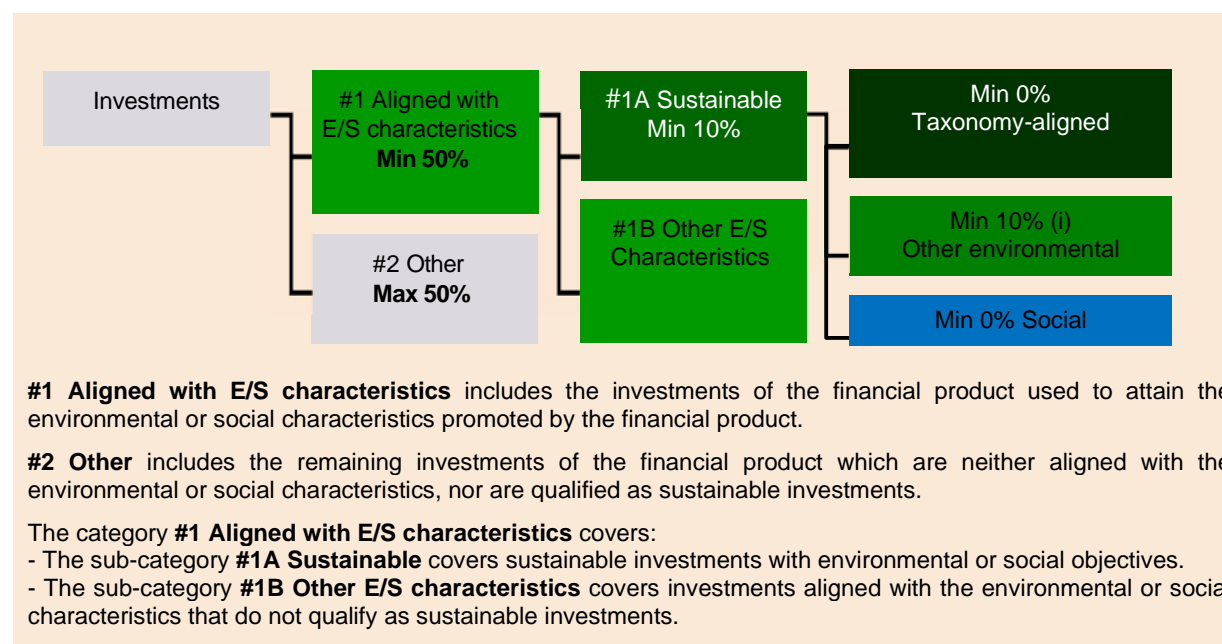 Investments
#1 Aligned with
E/S characteristics
Min 50%
#2 Other
Max 50%
#1A Sustainable
Min 10%
#1B Other E/S
Characteristics
Min 0%
Taxonomy-aligned
Min 10% (i)
Other environmental
Min 0% Social
#1 Aligned with E/S characteristics includes the investments of the financial product used to attain the
environmental or social characteristics promoted by the financial product.
#2 Other includes the remaining investments of the financial product which are neither aligned with the
environmental or social characteristics, nor are qualified as sustainable investments.
The category #1 Aligned with E/S characteristics covers:
- The sub-category #1A Sustainable covers sustainable investments with environmental or social objectives.
- The sub-category #1B Other E/S characteristics covers investments aligned with the environmental or social
characteristics that do not qualify as sustainable investments.